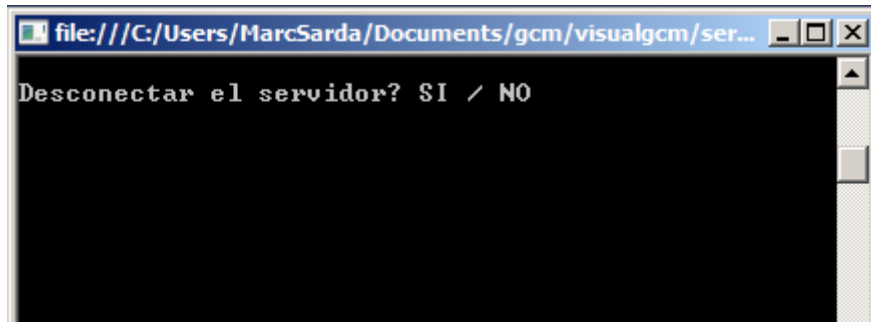 file:///C:/Users/MarcSarda/Documents/gcm/visualgcm/ser...
Desconectar el servidor? SI / NO